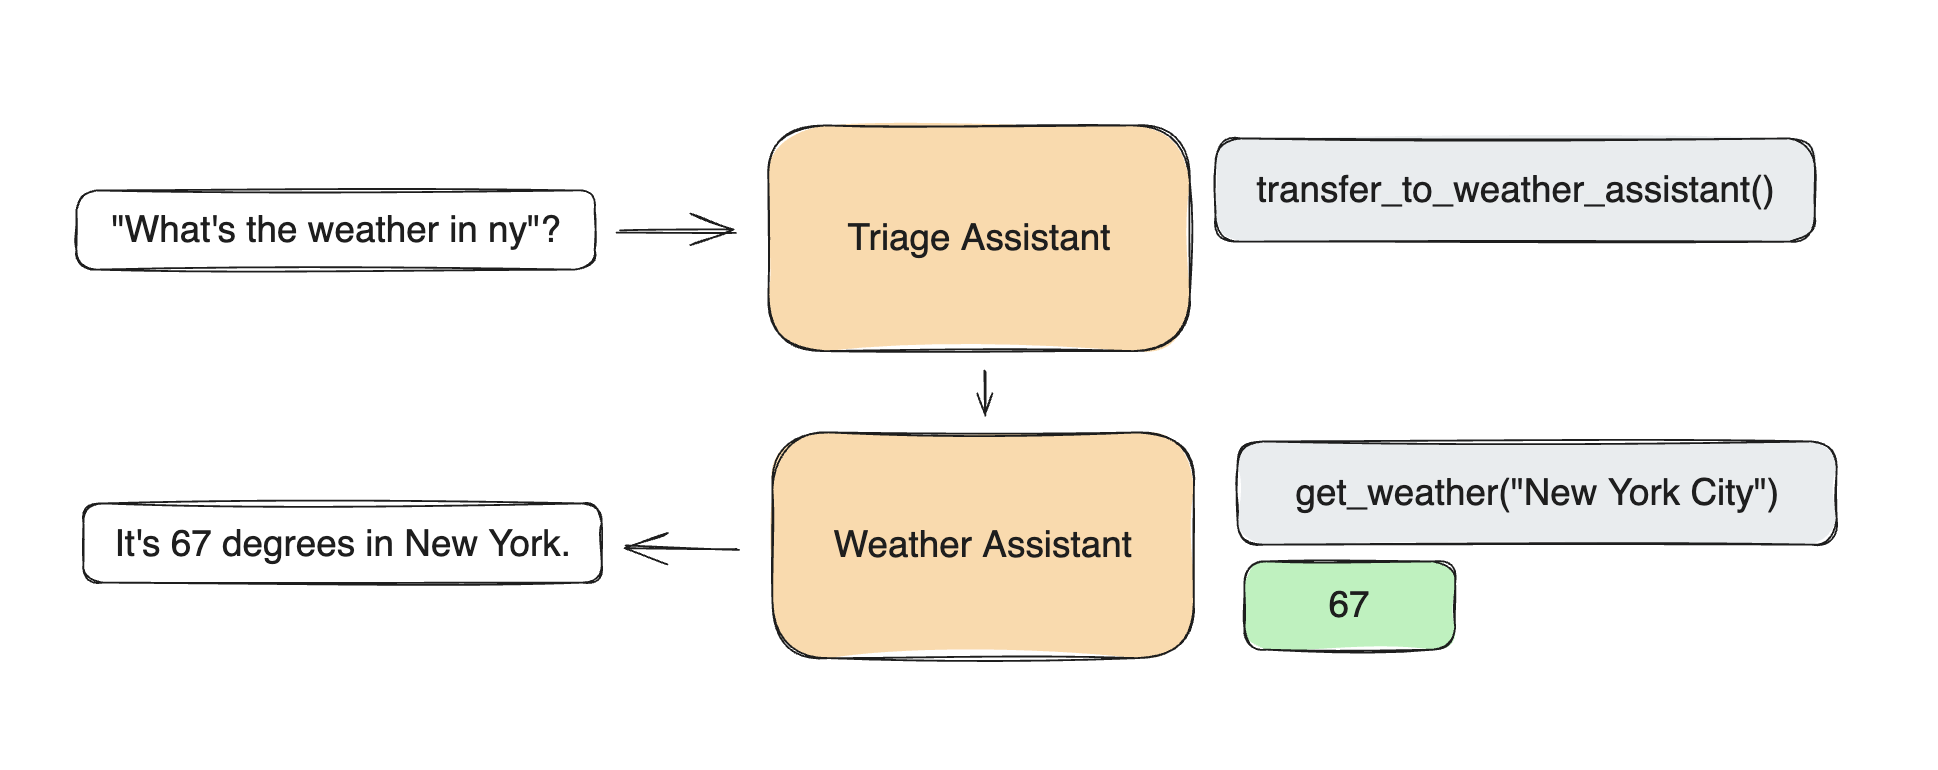 "What's the weather in ny"?
Triage Assistant
transfer_to_weather_assistant()
Weather Assistant
get_weather("New York City")
67
It's 67 degrees in New York.